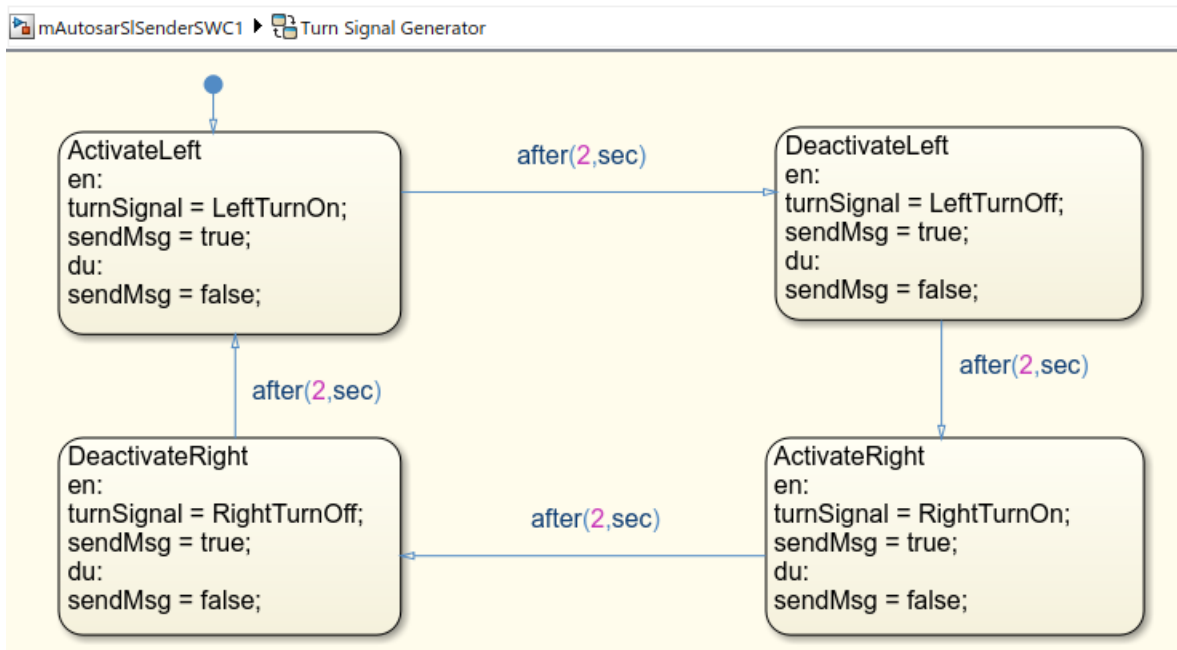 mAutosarSlSenderSWC1 Turn Signal Generator
ActivateLeft
en:
turnSignal = LeftTurnOn;
sendMsg = true;
du:
sendMsg = false;
after(2,sec)
DeactivateLeft
en:
turnSignal = LeftTurnOff;
sendMsg = true;
du:
sendMsg = false;
after(2,sec)
after(2,sec)
DeactivateRight
en:
turnSignal = RightTurnOff;
sendMsg = true;
du:
sendMsg = false;
after(2,sec)
ActivateRight
en:
turnSignal = RightTurnOn;
sendMsg = true;
du:
sendMsg = false;